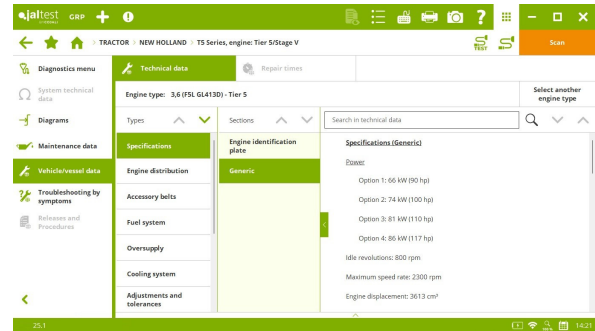 jaltest GRP
?
TRACTOR > NEW HOLLAND > T5 Series, engine: Tier 5/Stage V
TEST
Scan
Diagnostics menu
System technical data
Diagrams
Maintenance data
Vehicle/vessel data
Troubleshooting by symptoms
Releases and Procedures
Technical data
Repair times
Engine type: 3,6 (F5L GL413D) - Tier 5
Select another engine type
Types
Sections
Search in technical data
Specifications
Engine distribution
Accessory belts
Fuel system
Oversupply
Cooling system
Adjustments and tolerances
Engine identification plate
Generic
Specifications (Generic)
Power
Option 1: 66 kW (90 hp)
Option 2: 74 kW (100 hp)
Option 3: 81 kW (110 hp)
Option 4: 86 kW (117 hp)
Idle revolutions: 800 rpm
Maximum speed rate: 2300 rpm
Engine displacement: 3613 cm³
25.1
14:21